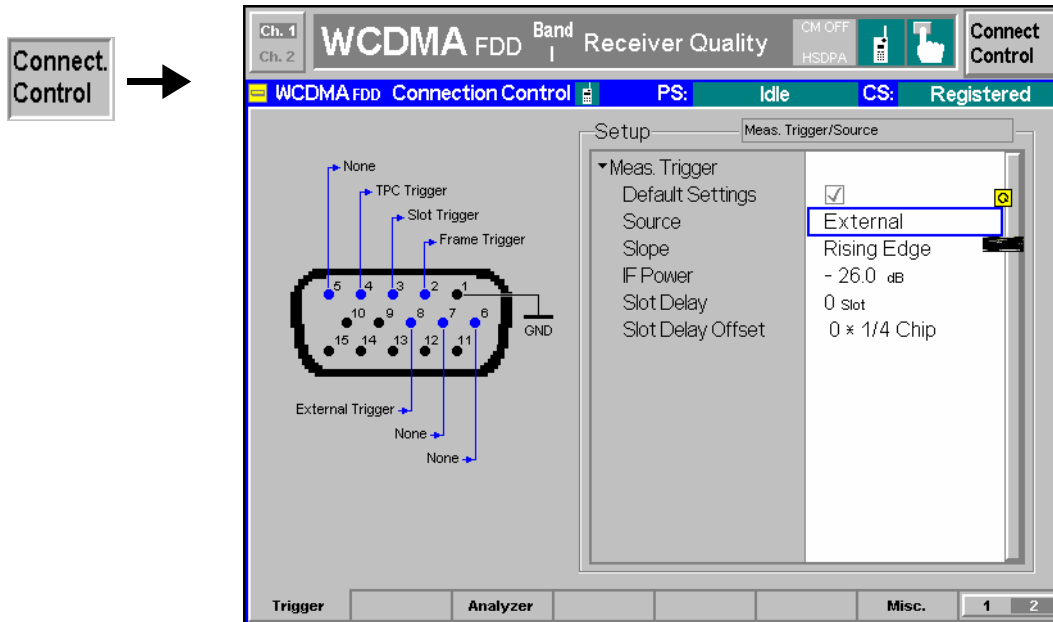 Connect. Control
Ch. 1
Ch. 2
WCDMA FDD Band I Receiver Quality
CM OFF
HSDPA
Connect Control
WCDMA FDD Connection Control PS: Idle CS: Registered
None
TPC Trigger
Slot Trigger
Frame Trigger
5 4 3 2 1
10 9 8 7 6
15 14 13 12 11
GND
External Trigger
None
None
Setup Meas. Trigger/Source
Meas. Trigger
Default Settings
Source External
Slope Rising Edge
IF Power - 26.0 dB
Slot Delay 0 Slot
Slot Delay Offset 0 * 1/4 Chip
Trigger Analyzer Misc. 1 2